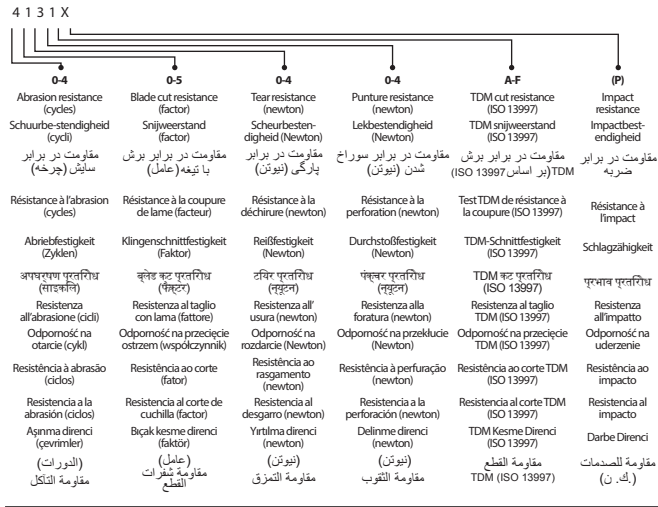 4 1 3 1 X
0-4 0-5 0-4 0-4 A-F (P)
Abrasion resistance (cycles)
Blade cut resistance (factor)
Tear resistance (newton)
Punture resistance (newton)
TDM cut resistance (ISO 13997)
Impact resistance
Schuurbe-stendigheid (cycli)
Snijweerstand (factor)
Scheurbesten-
digheid (Newton)
Lekbestendigheid (Newton)
TDM snijweerstand (ISO 13997)
Impactbest-
endigheid
مقاومت در برابر
سایش (چرخه)
مقاومت در برابر برش
با تیغه(عامل)
مقاومت در برابر
پارگی (نیوتن)
مقاومت در برابر سوراخ
شدن (نیوتن)
مقاومت در برابر برش
TDM(بر اساس ISO 13997)
مقاومت در برابر
ضربه
Résistance à l'abrasion (cycles)
Résistance à la coupure de lame (facteur)
Résistance à la déchirure (newton)
Résistance à la perforation (newton)
Test TDM de résistance à la coupure (ISO 13997)
Résistance à l'impact
Abriebfestigkeit (Zyklen)
Klingenschnittfestigkeit (Faktor)
Reißfestigkeit (Newton)
Durchstoßfestigkeit (Newton)
TDM-Schnittfestigkeit (ISO 13997)
Schlagzähigkeit
अपघर्षण प्रतिरोध (साइकलि)
ब्लेड कट प्रतिरोध (फैक्टर)
टयिर प्रतिरोध (न्यूटन)
पंक्चर प्रतिरोध (न्यूटन)
TDM कट प्रतिरोध (ISO 13997)
प्रभाव प्रतिरोध
Resistenza all'abrasione (cicli)
Resistenza al taglio con lama (fattore)
Resistenza all' usura (newton)
Resistenza alla foratura (newton)
Resistenza al taglio TDM (ISO 13997)
Resistenza all'impatto
Odporność na otarcie (cykl)
Odporność na przecięcie ostrzem (współczynnik)
Odporność na rozdarcie (Newton)
Odporność na przekłucie (Newton)
Odporność na przecięcie TDM (ISO 13997)
Odporność na uderzenie
Resistência à abrasão (ciclos)
Resistência ao corte (fator)
Resistência ao rasgamento (newton)
Resistência à perfuração (newton)
Resistência ao corte TDM (ISO 13997)
Resistência ao impacto
Resistencia a la abrasión (ciclos)
Resistencia al corte de cuchilla (factor)
Resistencia al desgarro (newton)
Resistencia a la perforación (newton)
Resistencia al corte TDM (ISO 13997)
Resistencia al impacto
Aşınma direnci (çevrimler)
Bıçak kesme direnci (faktör)
Yırtılma direnci (newton)
Delinme direnci (newton)
TDM Kesme Direnci (ISO 13997)
Darbe Direnci
(الدورات)
مقاومة التآكل
(عامل)
مقاومة شفرات
القطع
(نيوتن)
مقاومة التمزق
(نيوتن)
مقاومة الثقوب
مقاومة القطع
TDM (ISO 13997)
مقاومة للصدمات
(ك. ن.)